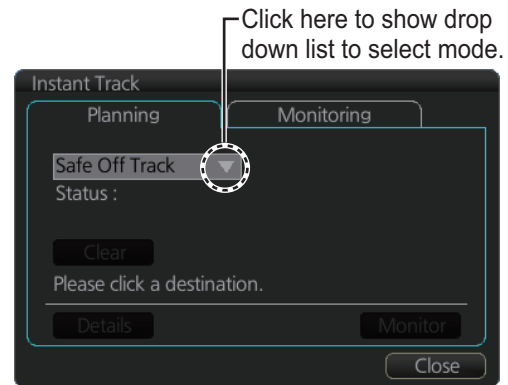 Click here to show drop
down list to select mode.
Instant Track
Planning
Monitoring
Safe Off Track
Status :
Clear
Please click a destination.
Details
Monitor
Close